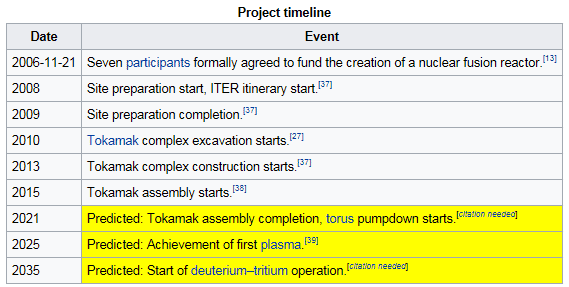 Project timeline
Date Event
2006-11-21 Seven participants formally agreed to fund the creation of a nuclear fusion reactor.[13]
2008 Site preparation start, ITER itinerary start.[37]
2009 Site preparation completion.[37]
2010 Tokamak complex excavation starts.[27]
2013 Tokamak complex construction starts.[37]
2015 Tokamak assembly starts.[38]
2021 Predicted: Tokamak assembly completion, torus pumpdown starts.[citation needed]
2025 Predicted: Achievement of first plasma.[39]
2035 Predicted: Start of deuterium–tritium operation.[citation needed]